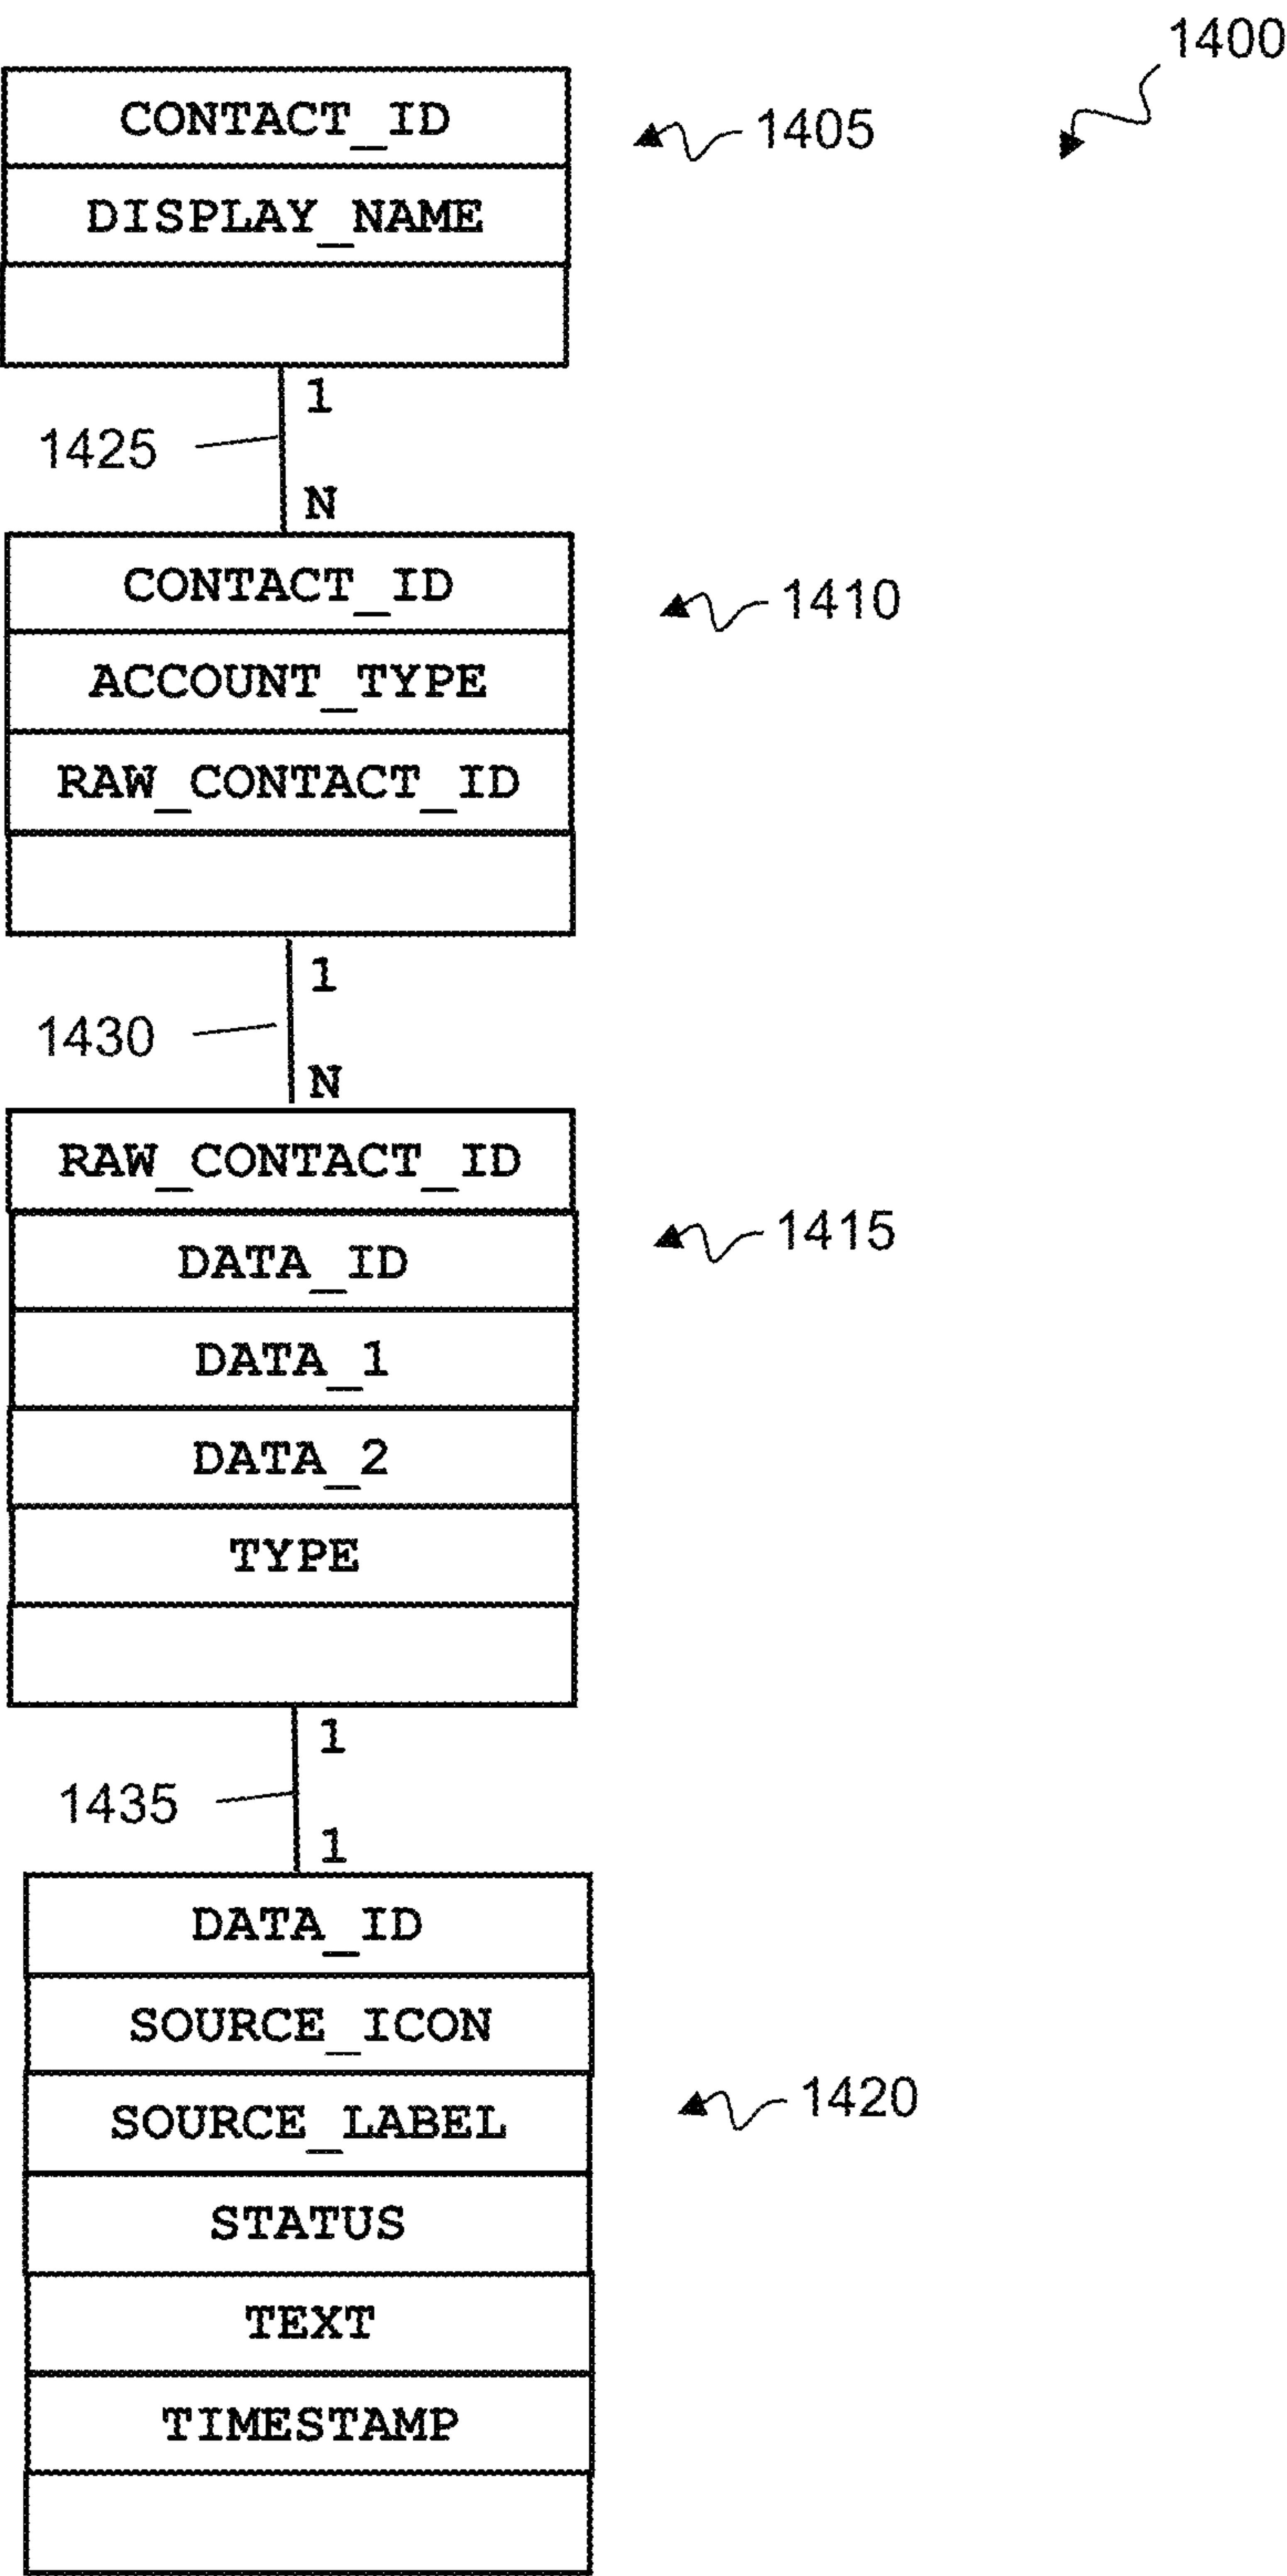 1400
CONTACT_ID
1405
DISPLAY_NAME
1
1425
N
CONTACT_ID
1410
ACCOUNT_TYPE
RAW_CONTACT_ID
1
1430
N
RAW_CONTACT_ID
1415
DATA_ID
DATA_1
DATA_2
TYPE
1
1435
1
DATA_ID
SOURCE_ICON
SOURCE_LABEL
1420
STATUS
TEXT
TIMESTAMP